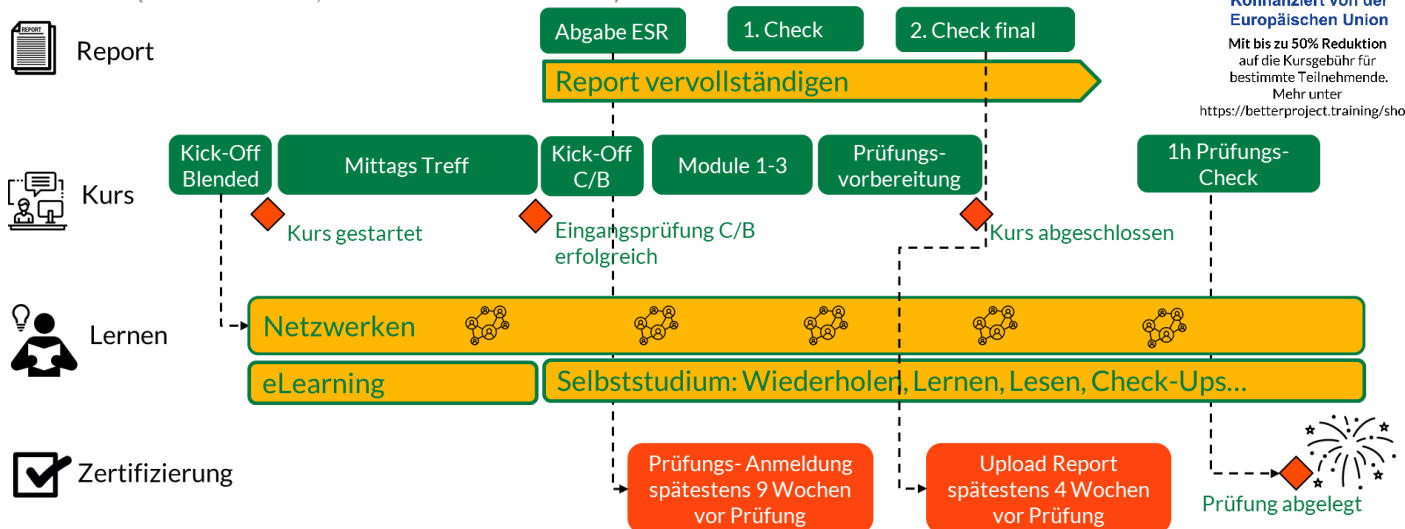 Kofinanziert von der
Europäischen Union
Mit bis zu 50% Reduktion
auf die Kursgebühr für
bestimmte Teilnehmende.
Mehr unter
https://betterproject.training/sho
REPORT
Report
Abgabe ESR
1. Check
2. Check final
Report vervollständigen
Kurs
Kick-Off
Blended
Mittags Treff
Kick-Off
C/B
Module 1-3
Prüfungs-
vorbereitung
1h Prüfungs-
Check
Kurs gestartet
Eingangsprüfung C/B
erfolgreich
Kurs abgeschlossen
Lernen
Netzwerken
eLearning
Selbststudium: Wiederholen, Lernen, Lesen, Check-Ups...
Zertifizierung
Prüfungs- Anmeldung
spätestens 9 Wochen
vor Prüfung
Upload Report
spätestens 4 Wochen
vor Prüfung
Prüfung abgelegt